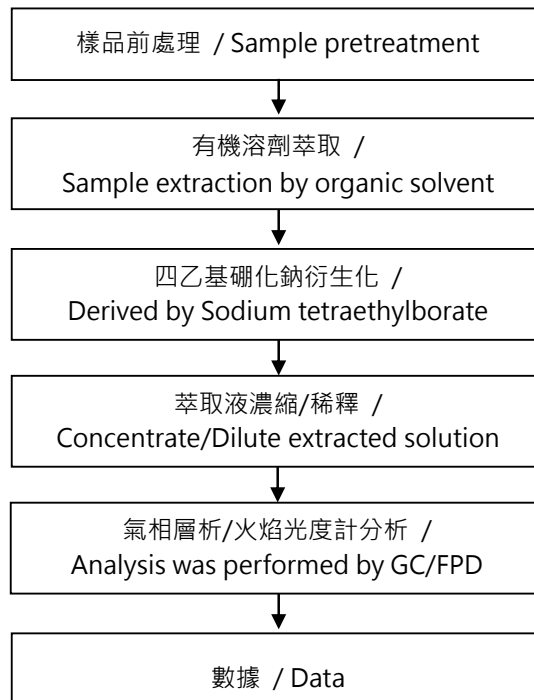 樣品前處理 / Sample pretreatment
有機溶劑萃取 /
Sample extraction by organic solvent
四乙基硼化鈉衍生化 /
Derived by Sodium tetraethylborate
萃取液濃縮/稀釋 /
Concentrate/Dilute extracted solution
氣相層析/火焰光度計分析 /
Analysis was performed by GC/FPD
數據 / Data